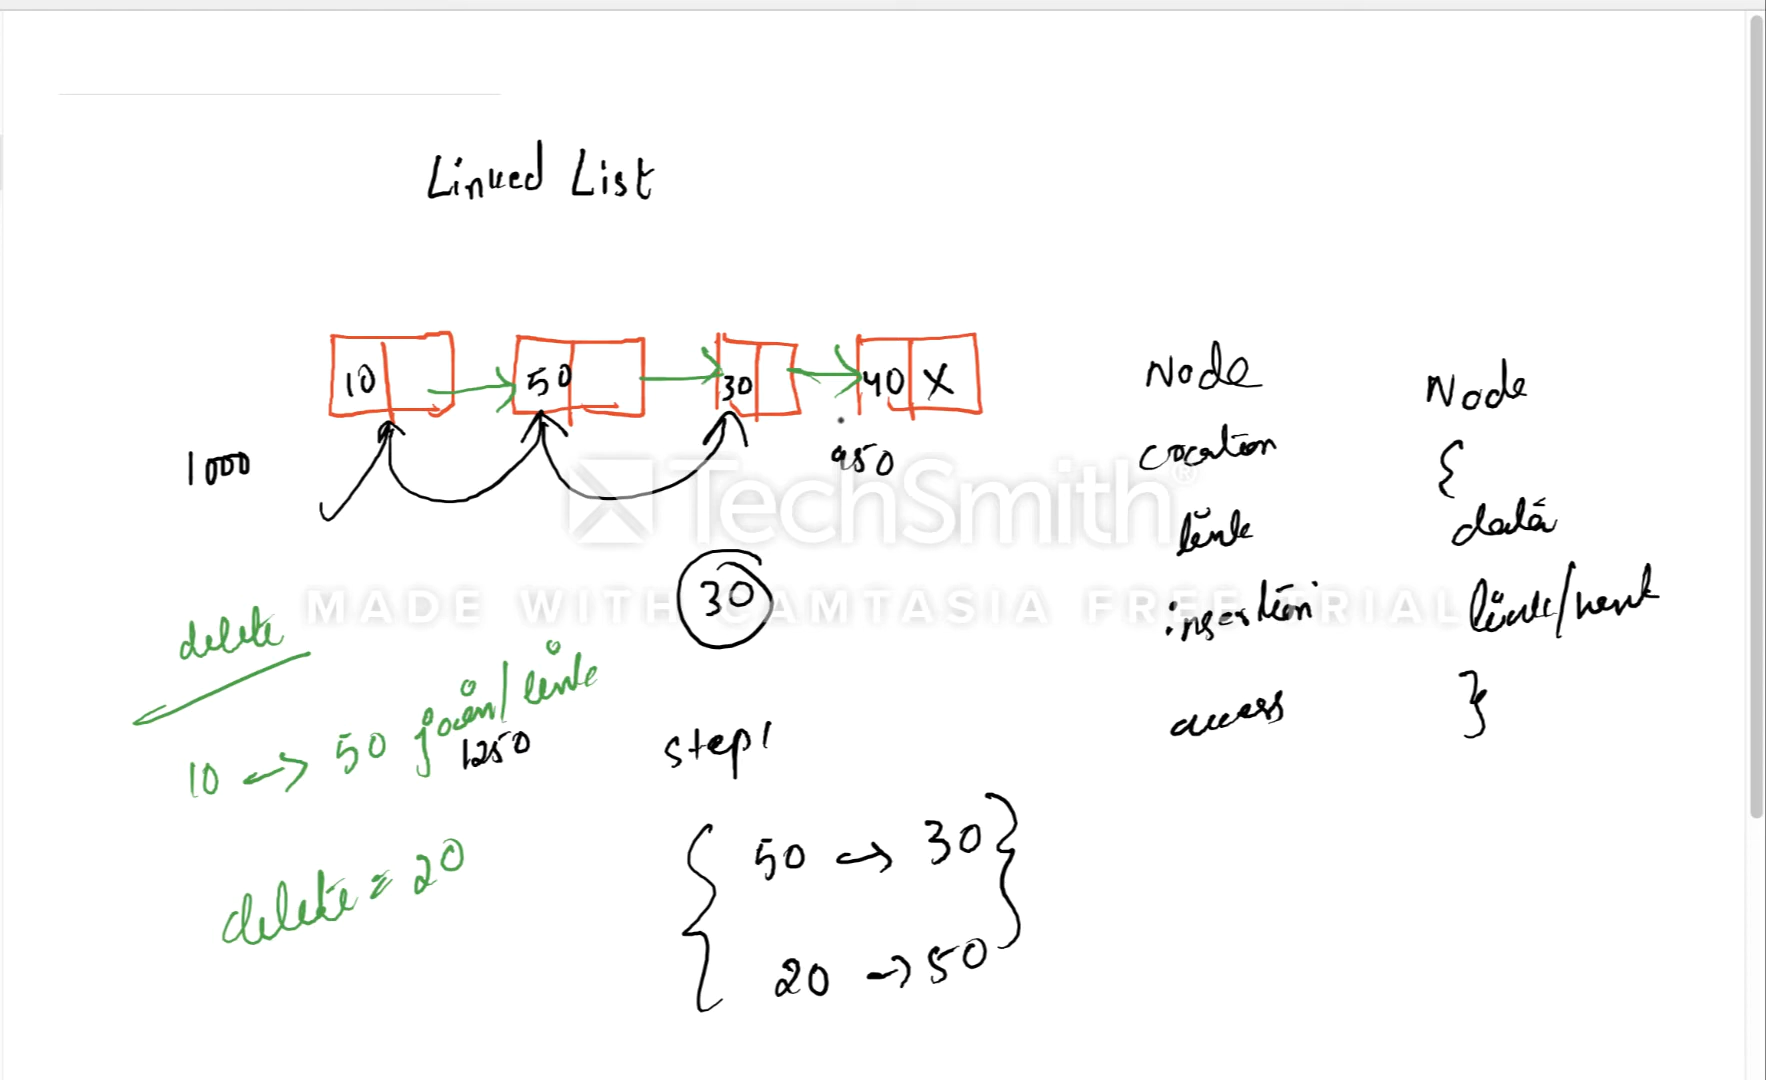 Linked List
10 50 30 40 X
1000
950
30
delete
10 -> 50 join/link
1250
delete = 20
step1
{ 50 -> 30 }
20 -> 50
Node
creation
link
insertion
access
Node
{
data
link/next
}
TechSmith®
MADE WITH CAMTASIA FREE TRIAL